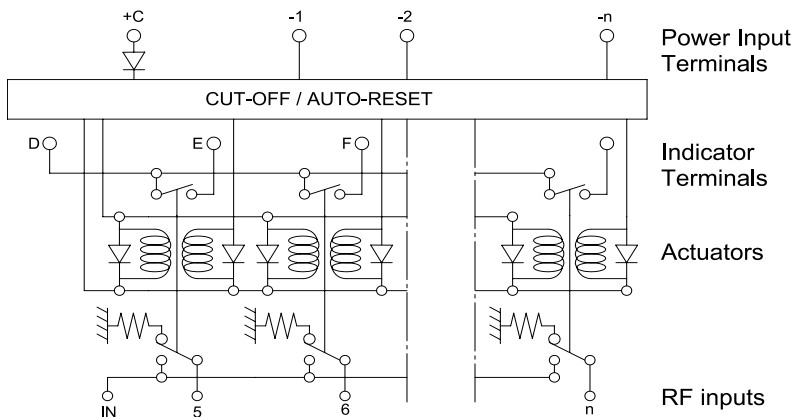 +C -1 -2 -n
Power Input
Terminals
CUT-OFF / AUTO-RESET
D E F
Indicator
Terminals
Actuators
IN 5 6 n
RF inputs